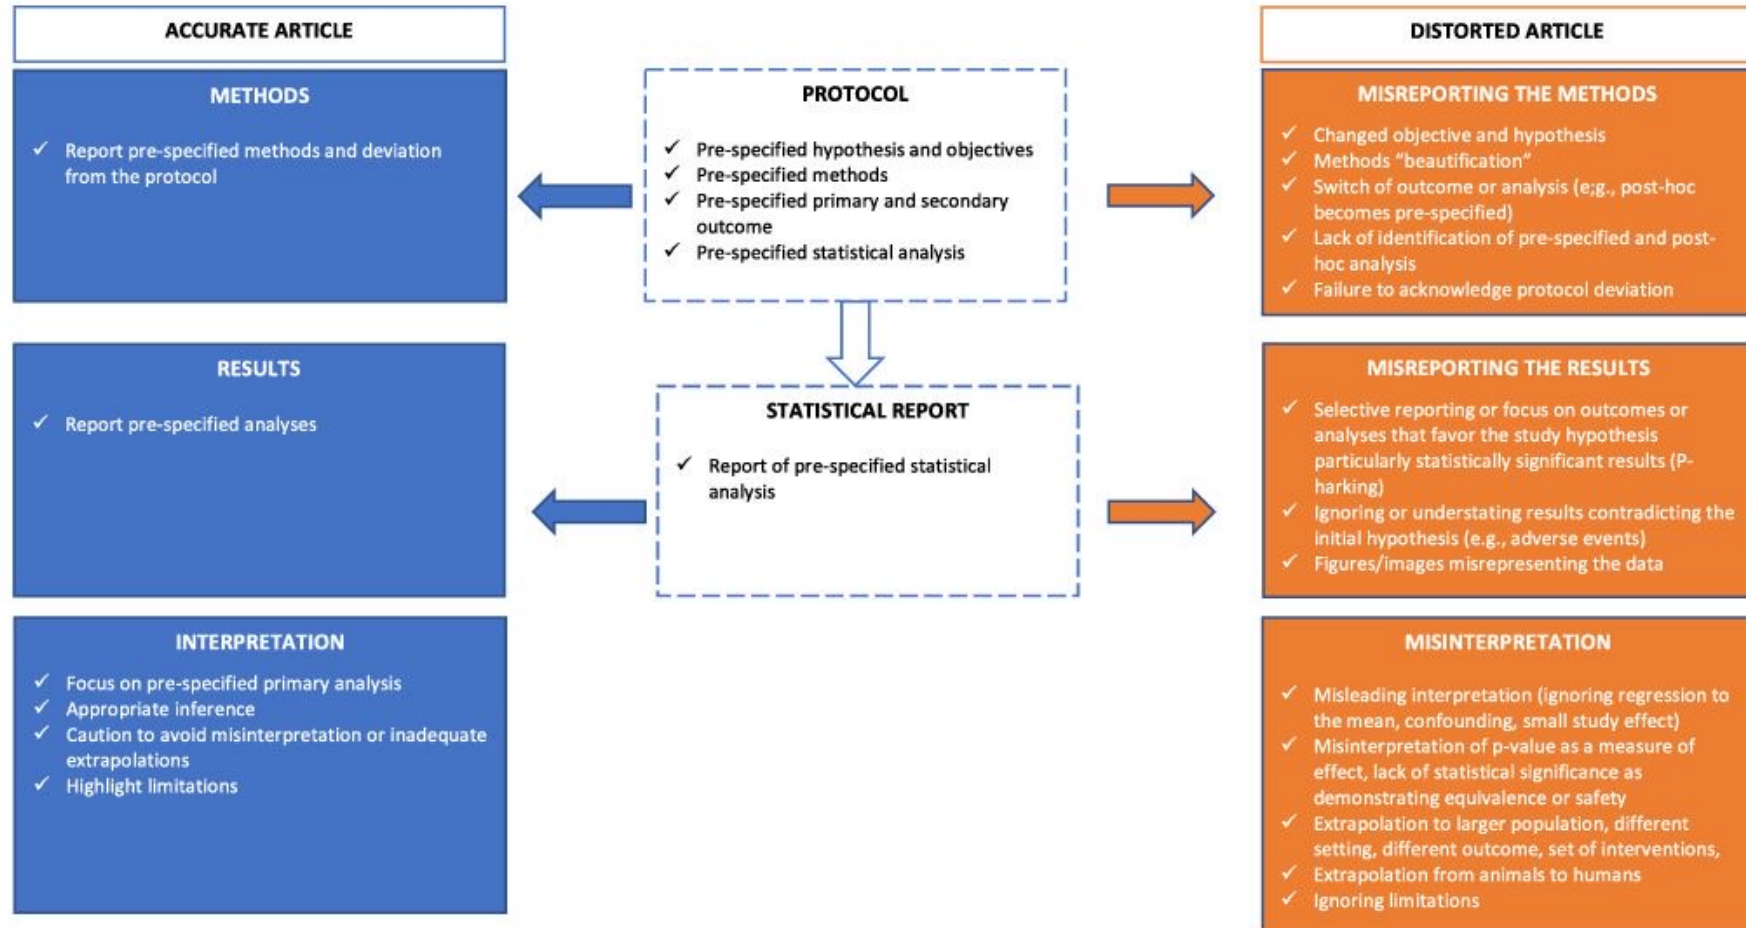 ACCURATE ARTICLE
METHODS
✓ Report pre-specified methods and deviation
from the protocol
RESULTS
✓ Report pre-specified analyses
INTERPRETATION
✓ Focus on pre-specified primary analysis
✓ Appropriate inference
✓ Caution to avoid misinterpretation or inadequate
extrapolations
✓ Highlight limitations
PROTOCOL
✓ Pre-specified hypothesis and objectives
✓ Pre-specified methods
✓ Pre-specified primary and secondary
outcome
✓ Pre-specified statistical analysis
STATISTICAL REPORT
✓ Report of pre-specified statistical
analysis
DISTORTED ARTICLE
MISREPORTING THE METHODS
✓ Changed objective and hypothesis
✓ Methods “beautification”
✓ Switch of outcome or analysis (e;g., post-hoc
becomes pre-specified)
✓ Lack of identification of pre-specified and post-
hoc analysis
✓ Failure to acknowledge protocol deviation
MISREPORTING THE RESULTS
✓ Selective reporting or focus on outcomes or
analyses that favor the study hypothesis
particularly statistically significant results (P-
harking)
✓ Ignoring or understating results contradicting the
initial hypothesis (e.g., adverse events)
✓ Figures/images misrepresenting the data
MISINTERPRETATION
✓ Misleading interpretation (ignoring regression to
the mean, confounding, small study effect)
✓ Misinterpretation of p-value as a measure of
effect, lack of statistical significance as
demonstrating equivalence or safety
✓ Extrapolation to larger population, different
setting, different outcome, set of interventions,
✓ Extrapolation from animals to humans
✓ Ignoring limitations